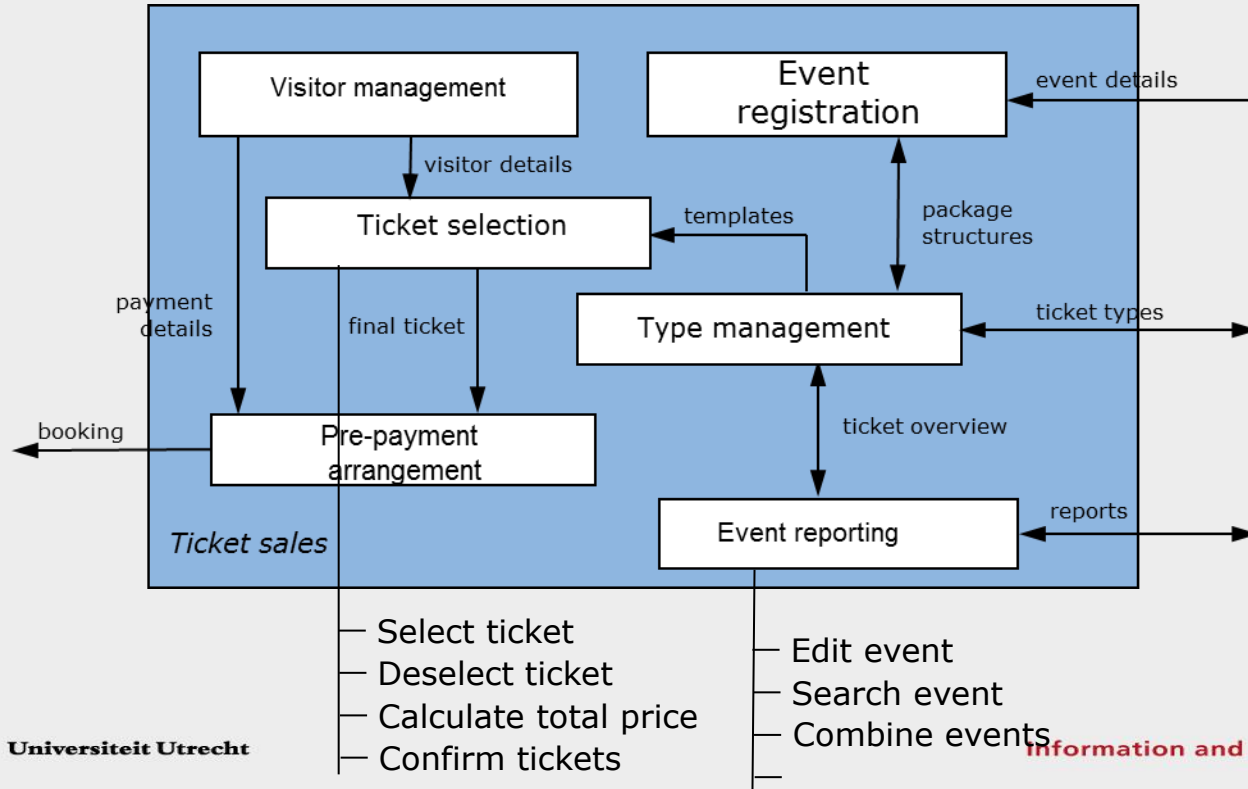 Visitor management
Event
registration
event details
visitor details
Ticket selection
templates
package
structures
payment
details
final ticket
Type management
ticket types
booking
Pre-payment
arrangement
ticket overview
Ticket sales
Event reporting
reports
Select ticket
Deselect ticket
Calculate total price
Confirm tickets
Edit event
Search event
Combine events
Universiteit Utrecht
Information and